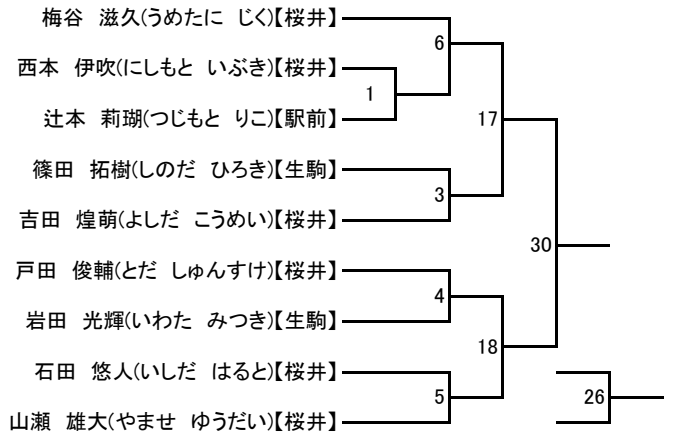 梅谷　滋久(うめたに　じく)【桜井】
6
西本　伊吹(にしもと　いぶき)【桜井】
1
辻本　莉瑚(つじもと　りこ)【駅前】
17
篠田　拓樹(しのだ　ひろき)【生駒】
3
吉田　煌萌(よしだ　こうめい)【桜井】
30
戸田　俊輔(とだ　しゅんすけ)【桜井】
4
岩田　光輝(いわた　みつき)【生駒】
18
石田　悠人(いしだ　はると)【桜井】
5
26
山瀬　雄大(やませ　ゆうだい)【桜井】